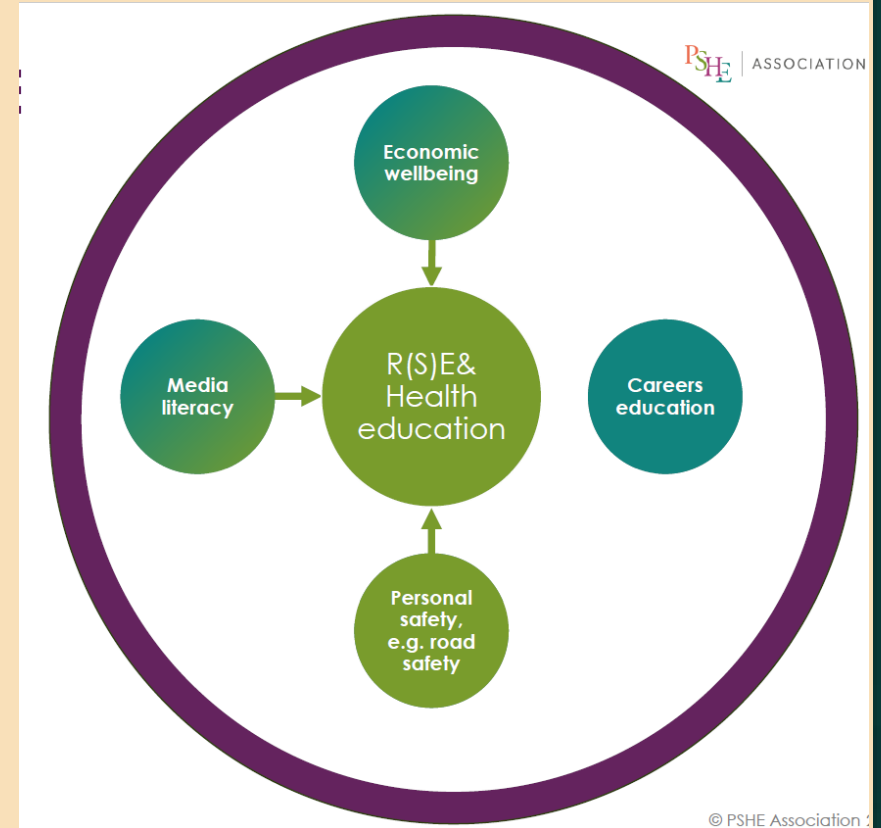 PSHE ASSOCIATION
Economic
wellbeing
R(S)E&
Health
education
Media
literacy
Careers
education
Personal
safety,
e.g. road
safety
© PSHE Association